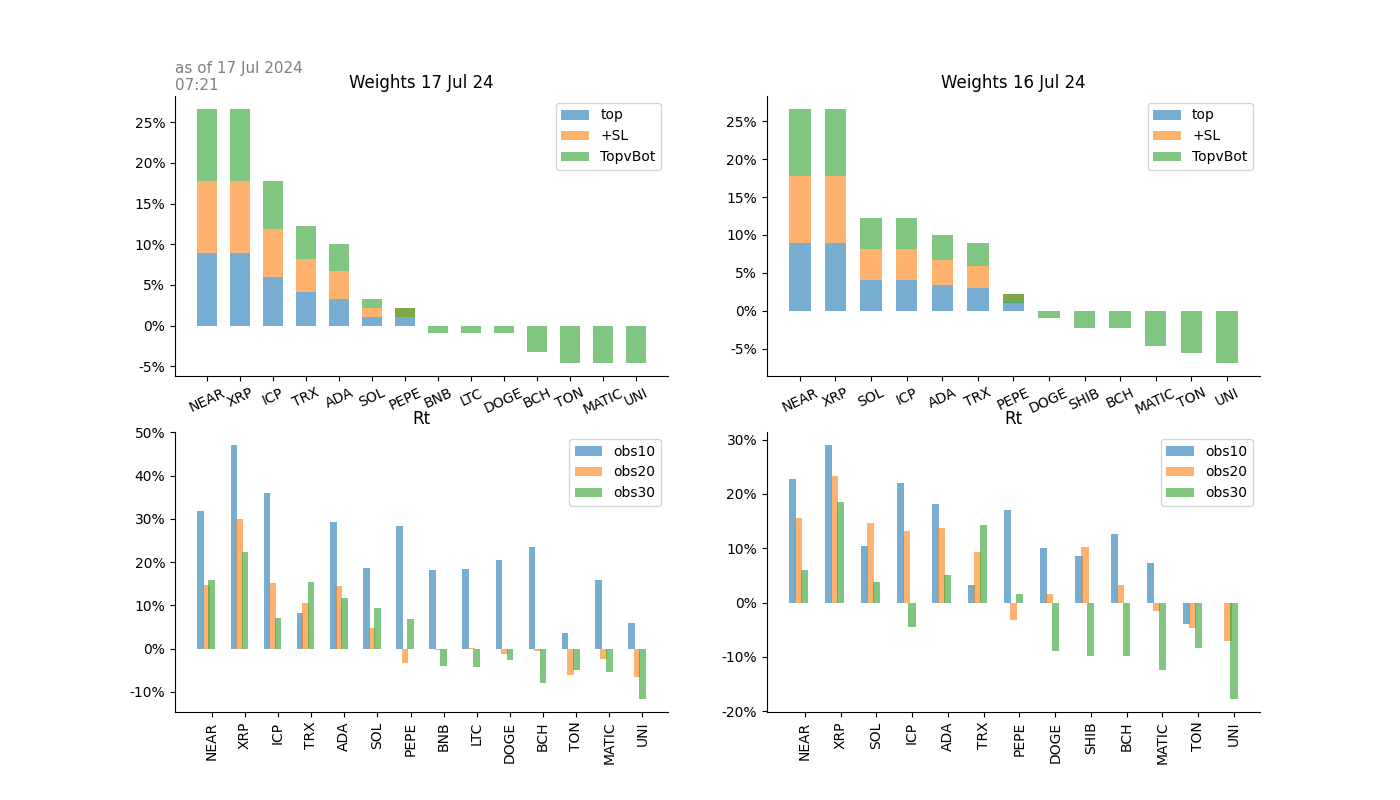 as of 17 Jul 2024
07:21
Weights 17 Jul 24
25%
20%
15%
10%
5%
0%
-5%
top
+SL
TopvBot
NEAR XRP ICP TRX ADA SOL PEPE BNB LTC DOGE BCH TON MATIC UNI
Weights 16 Jul 24
25%
20%
15%
10%
5%
0%
-5%
top
+SL
TopvBot
NEAR XRP SOL ICP ADA TRX PEPE DOGE SHIB BCH MATIC TON UNI
Rt
50%
40%
30%
20%
10%
0%
-10%
obs10
obs20
obs30
NEAR XRP ICP TRX ADA SOL PEPE BNB LTC DOGE BCH TON MATIC UNI
Rt
30%
20%
10%
0%
-10%
-20%
obs10
obs20
obs30
NEAR XRP SOL ICP ADA TRX PEPE DOGE SHIB BCH MATIC TON UNI